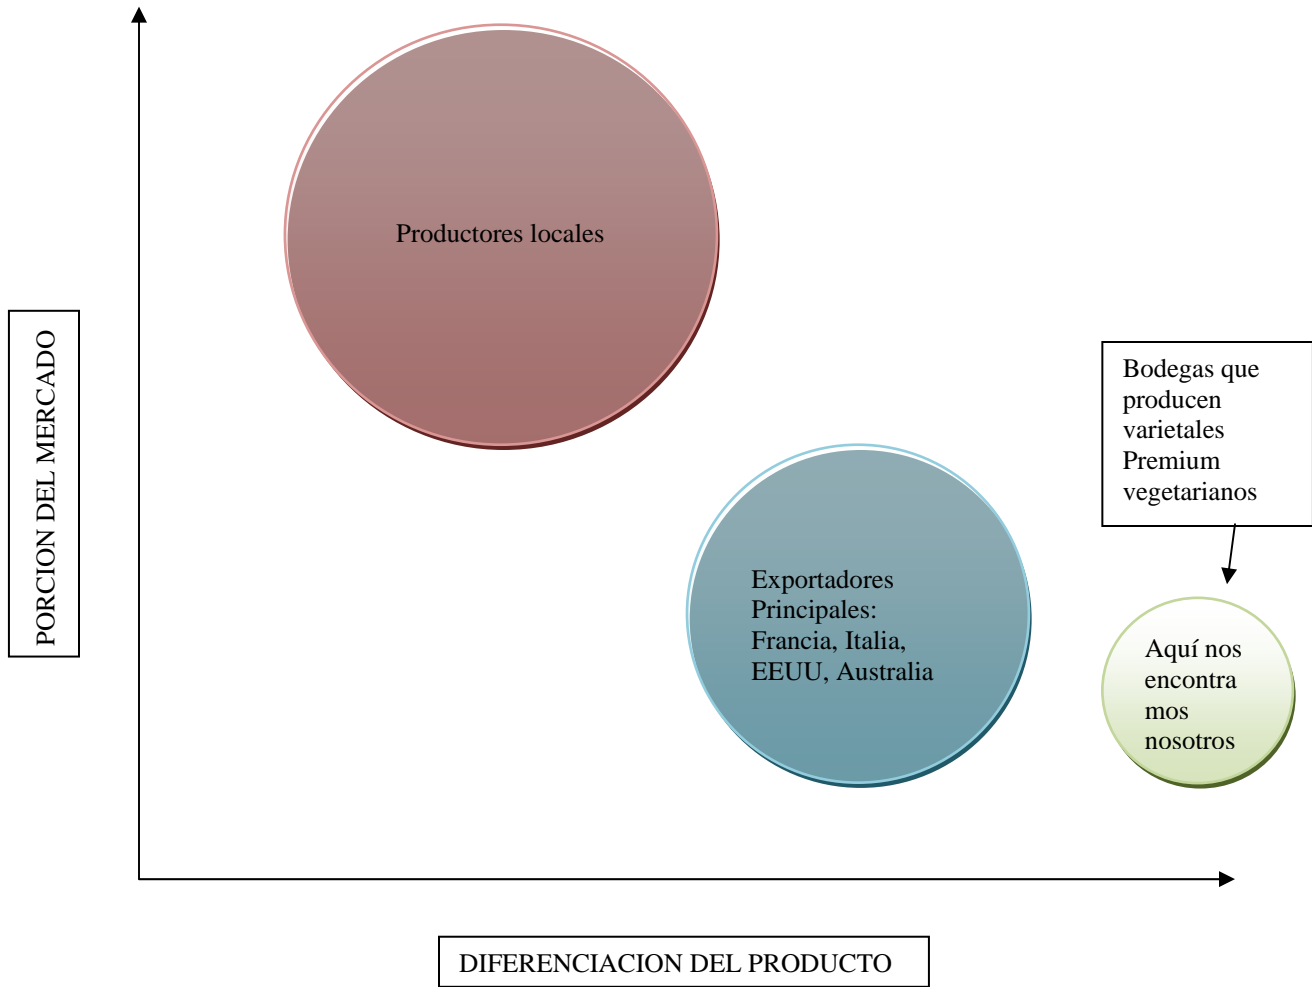 Productores locales
PORCION DEL MERCADO
Bodegas que
producen
varietales
Premium
vegetarianos
Exportadores
Principales:
Francia, Italia,
EEUU, Australia
Aquí nos
encontra
mos
nosotros
DIFERENCIACION DEL PRODUCTO